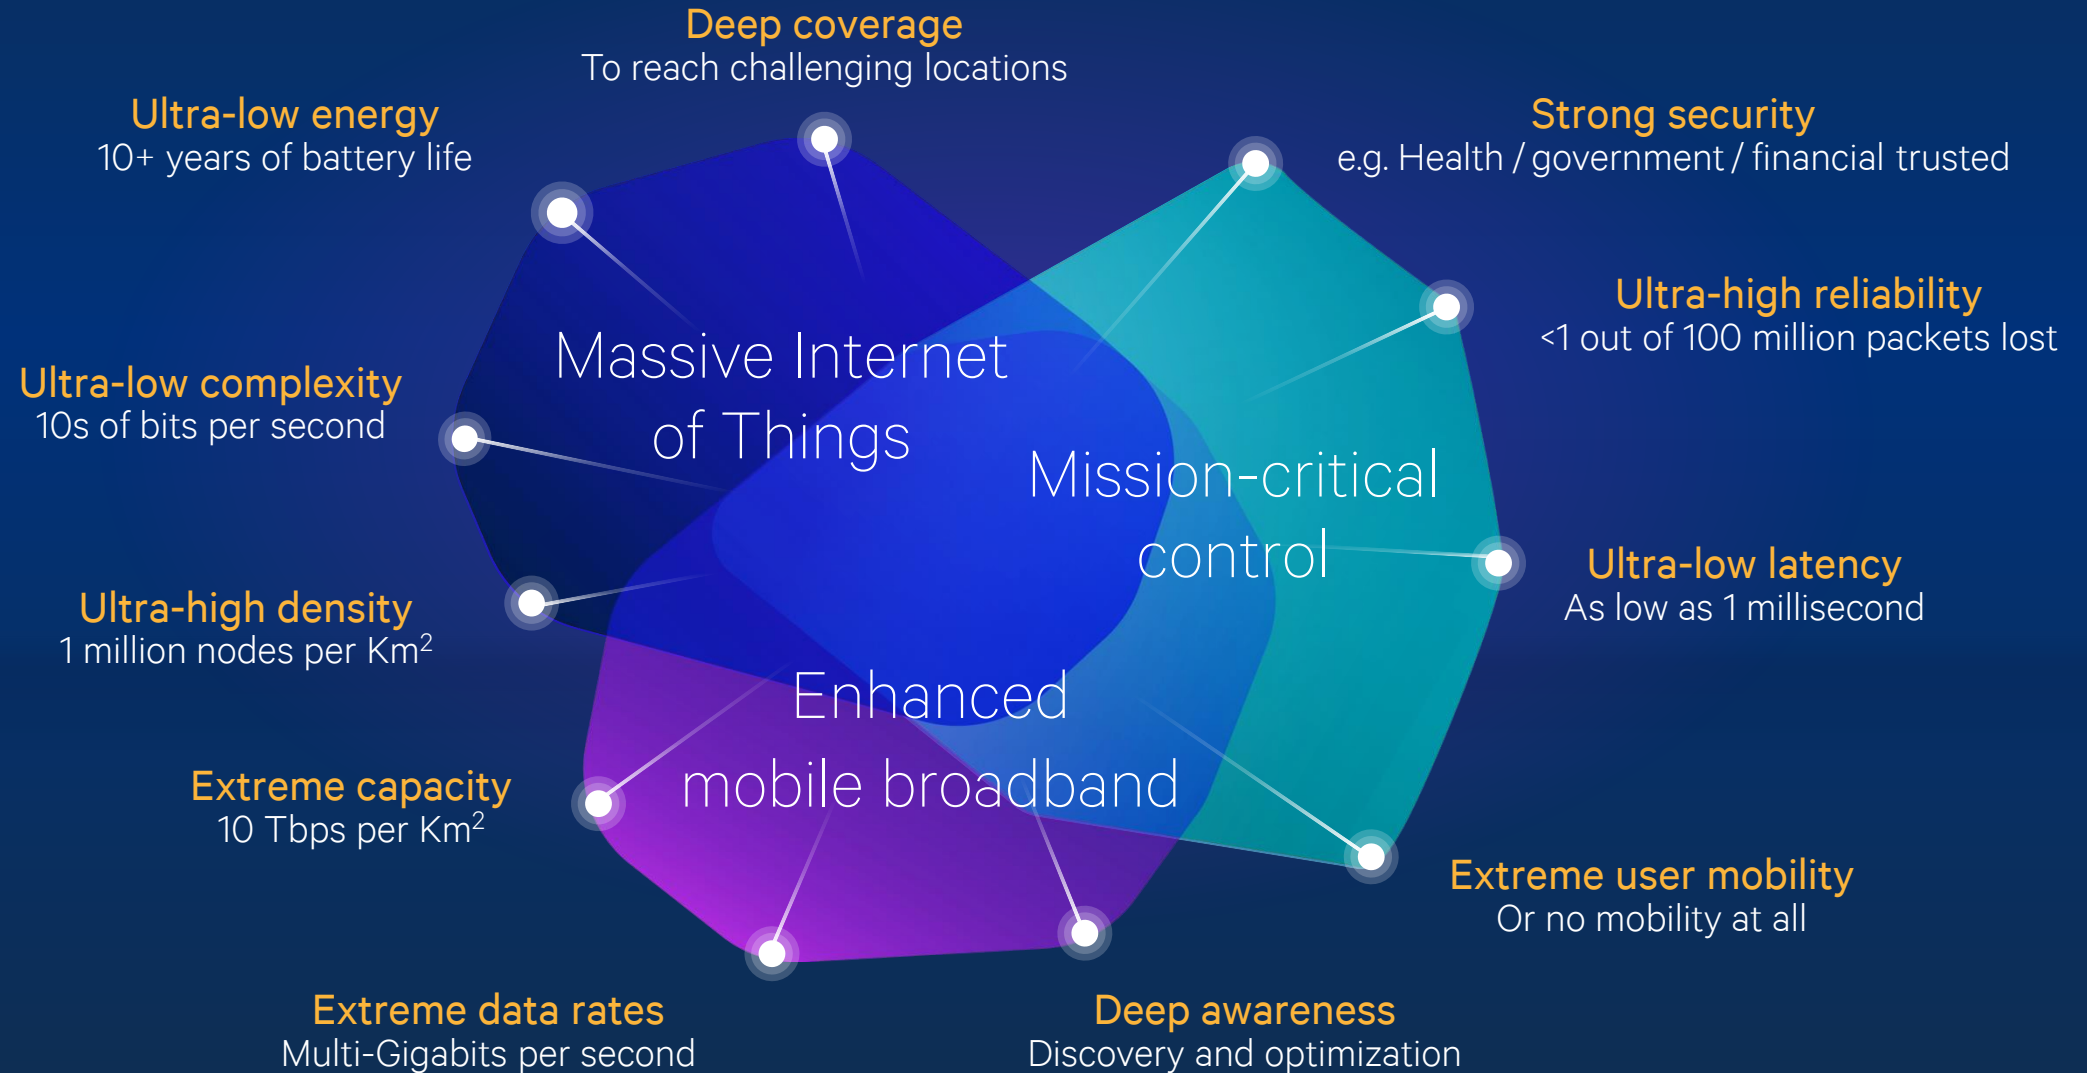 Deep coverage
To reach challenging locations
Ultra-low energy
10+ years of battery life
Strong security
e.g. Health / government / financial trusted
Ultra-high reliability
<1 out of 100 million packets lost
Massive Internet
of Things
Ultra-low complexity
10s of bits per second
Mission-critical
control
Ultra-low latency
As low as 1 millisecond
Ultra-high density
1 million nodes per Km²
Enhanced
mobile broadband
Extreme capacity
10 Tbps per Km²
Extreme user mobility
Or no mobility at all
Extreme data rates
Multi-Gigabits per second
Deep awareness
Discovery and optimization